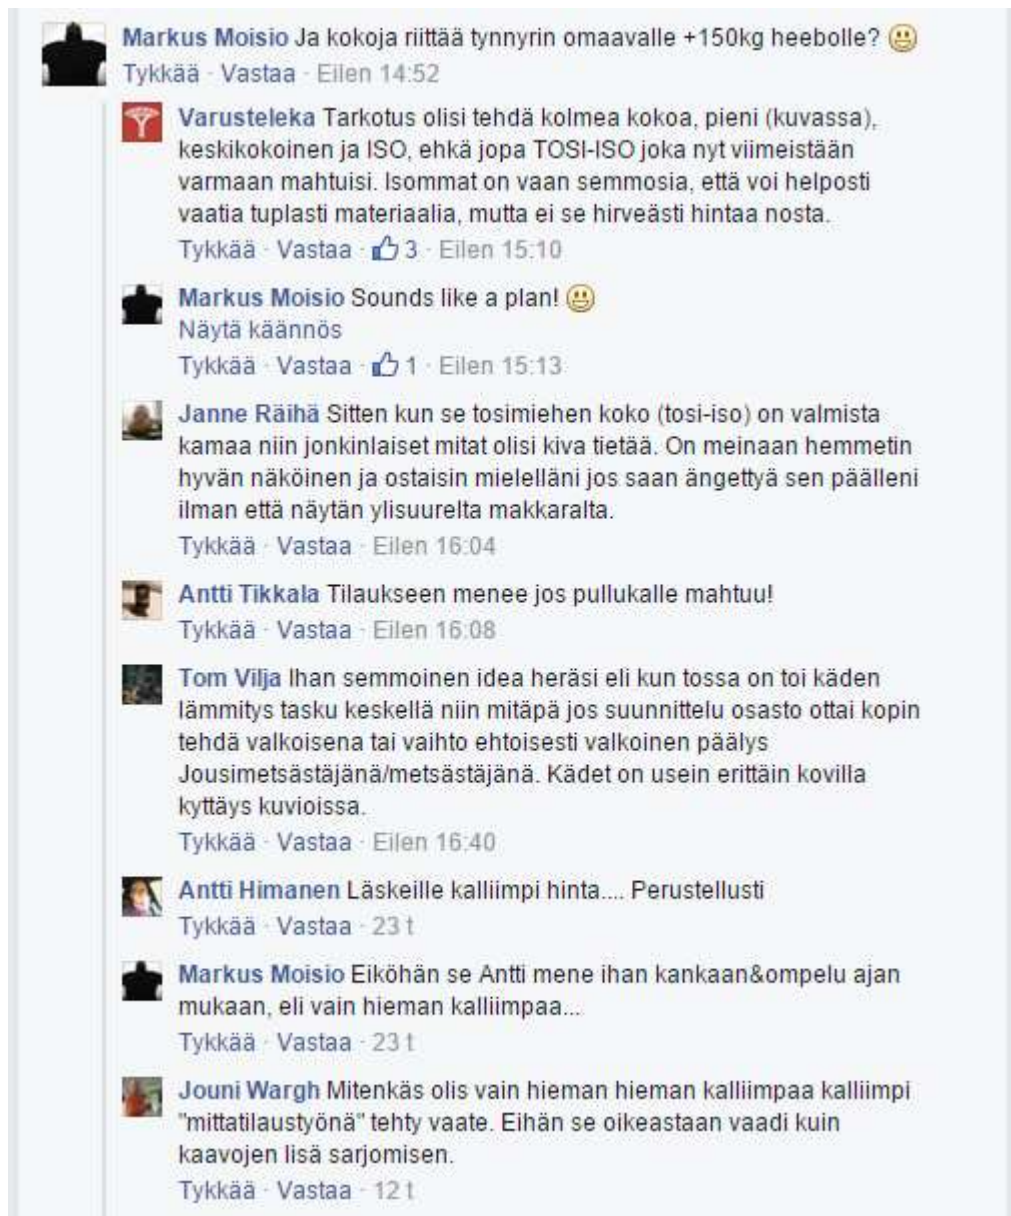 Markus Moisio Ja kokoja riittää tynnyrin omaavalle +150kg heebolle?
Tykkää · Vastaa · Eilen 14:52
Varusteleka Tarkotus olisi tehdä kolmea kokoa, pieni (kuvassa),
keskikokoinen ja ISO, ehkä jopa TOSI-ISO joka nyt viimeistään
varmaan mahtuisi. Isommat on vaan semmosia, että voi helposti
vaatia tuplasti materiaalia, mutta ei se hirveästi hintaa nosta.
Tykkää · Vastaa · 3 · Eilen 15:10
Markus Moisio Sounds like a plan!
Näytä käännös
Tykkää · Vastaa · 1 · Eilen 15:13
Janne Räihä Sitten kun se tosimiehen koko (tosi-iso) on valmista
kamaa niin jonkinlaiset mitat olisi kiva tietää. On meinaan hemmetin
hyvän näköinen ja ostaisin mielelläni jos saan ängettyä sen päälleni
ilman että näytän ylisuurelta makkaralta.
Tykkää · Vastaa · Eilen 16:04
Antti Tikkala Tilaukseen menee jos pullukalle mahtuu!
Tykkää · Vastaa · Eilen 16:08
Tom Vilja Ihan semmoinen idea heräsi eli kun tossa on toi käden
lämmitys tasku keskellä niin mitäpä jos suunnittelu osasto ottai kopin
tehdä valkoisena tai vaihto ehtoisesti valkoinen päälys
Jousimetsästäjänä/metsästäjänä. Kädet on usein erittäin kovilla
kyttäys kuvioissa.
Tykkää · Vastaa · Eilen 16:40
Antti Himanen Läskeille kalliimpi hinta.... Perustellusti
Tykkää · Vastaa · 23 t
Markus Moisio Eiköhän se Antti mene ihan kankaan&ompelu ajan
mukaan, eli vain hieman kalliimpaa...
Tykkää · Vastaa · 23 t
Jouni Wargh Mitenkäs olis vain hieman hieman kalliimpaa kalliimpi
"mittatilaustyönä" tehty vaate. Eihän se oikeastaan vaadi kuin
kaavojen lisä sarjomisen.
Tykkää · Vastaa · 12 t